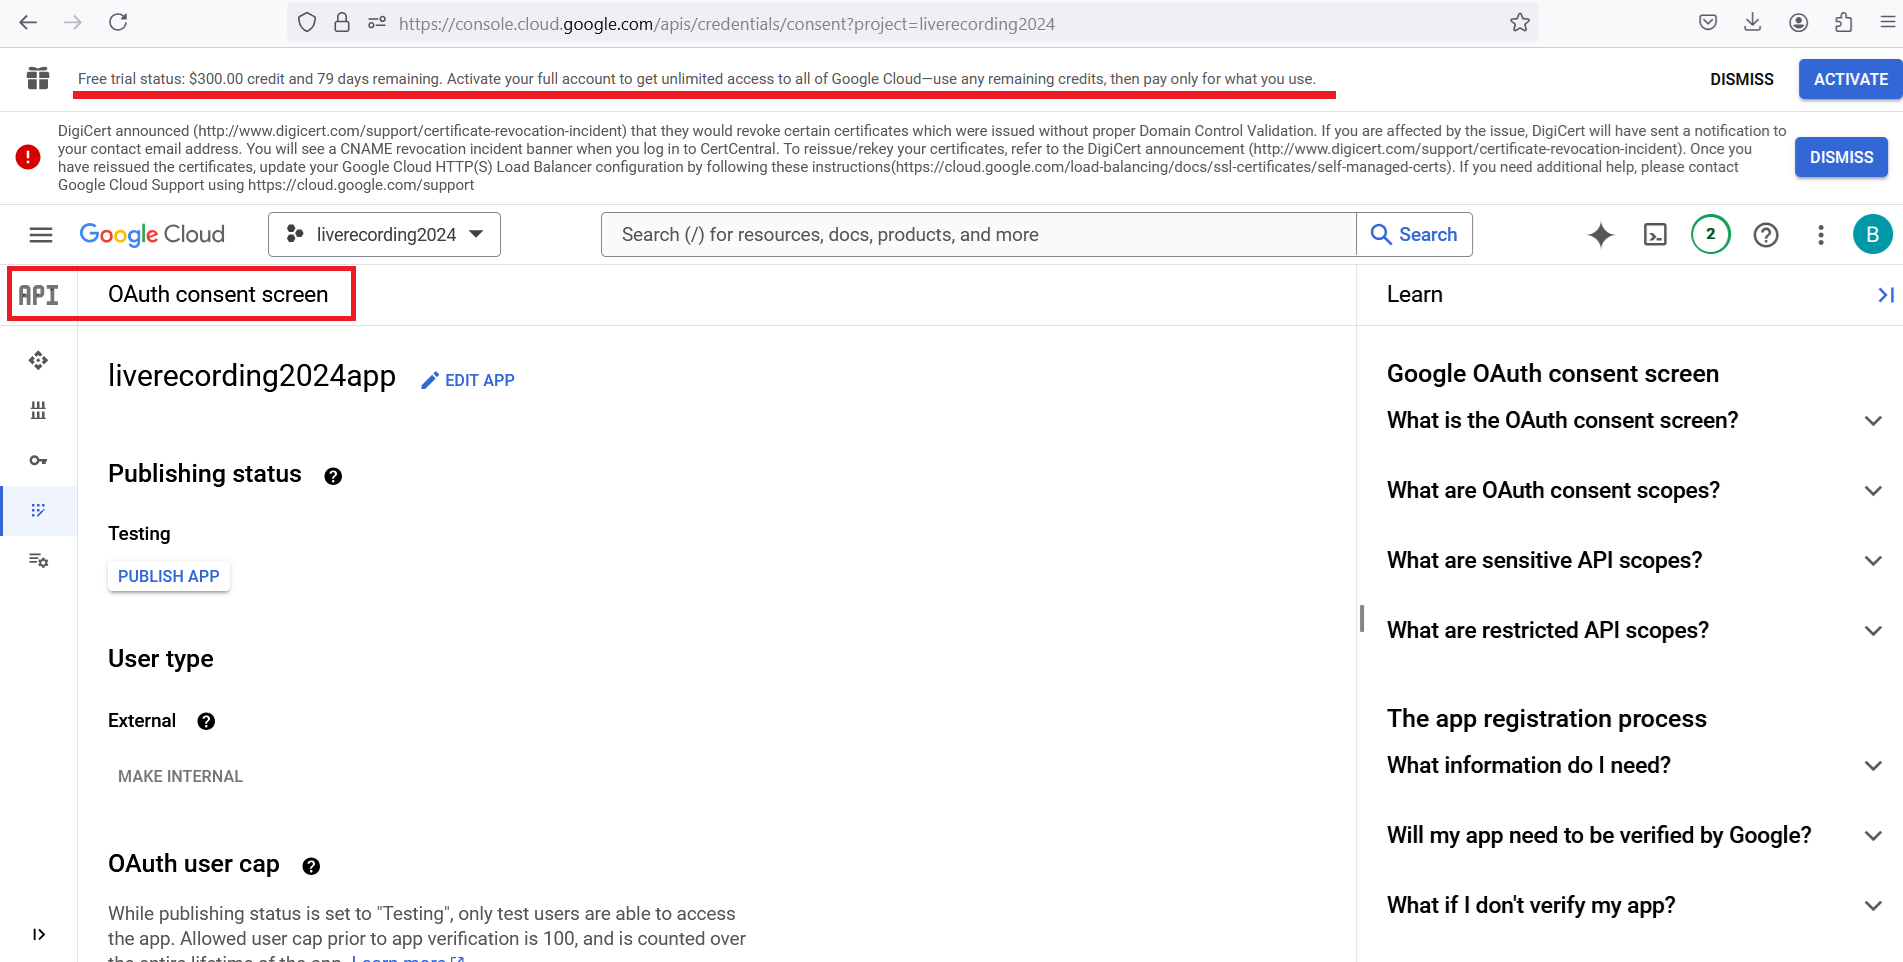 https://console.cloud.google.com/apis/credentials/consent?project=liverecording2024
Free trial status: $300.00 credit and 79 days remaining. Activate your full account to get unlimited access to all of Google Cloud—use any remaining credits, then pay only for what you use.
DISMISS
ACTIVATE
DigiCert announced (http://www.digicert.com/support/certificate-revocation-incident) that they would revoke certain certificates which were issued without proper Domain Control Validation. If you are affected by the issue, DigiCert will have sent a notification to
your contact email address. You will see a CNAME revocation incident banner when you log in to CertCentral. To reissue/rekey your certificates, refer to the DigiCert announcement (http://www.digicert.com/support/certificate-revocation-incident). Once you
have reissued the certificates, update your Google Cloud HTTP(S) Load Balancer configuration by following these instructions(https://cloud.google.com/load-balancing/docs/ssl-certificates/self-managed-certs). If you need additional help, please contact
Google Cloud Support using https://cloud.google.com/support
DISMISS
Google Cloud
liverecording2024
Search (/) for resources, docs, products, and more
Search
2
B
API
OAuth consent screen
liverecording2024app
EDIT APP
Publishing status
Testing
PUBLISH APP
User type
External
MAKE INTERNAL
OAuth user cap
While publishing status is set to "Testing", only test users are able to access
the app. Allowed user cap prior to app verification is 100, and is counted over
the entire lifetime of the app. Learn more
Learn
Google OAuth consent screen
What is the OAuth consent screen?
What are OAuth consent scopes?
What are sensitive API scopes?
What are restricted API scopes?
The app registration process
What information do I need?
Will my app need to be verified by Google?
What if I don't verify my app?